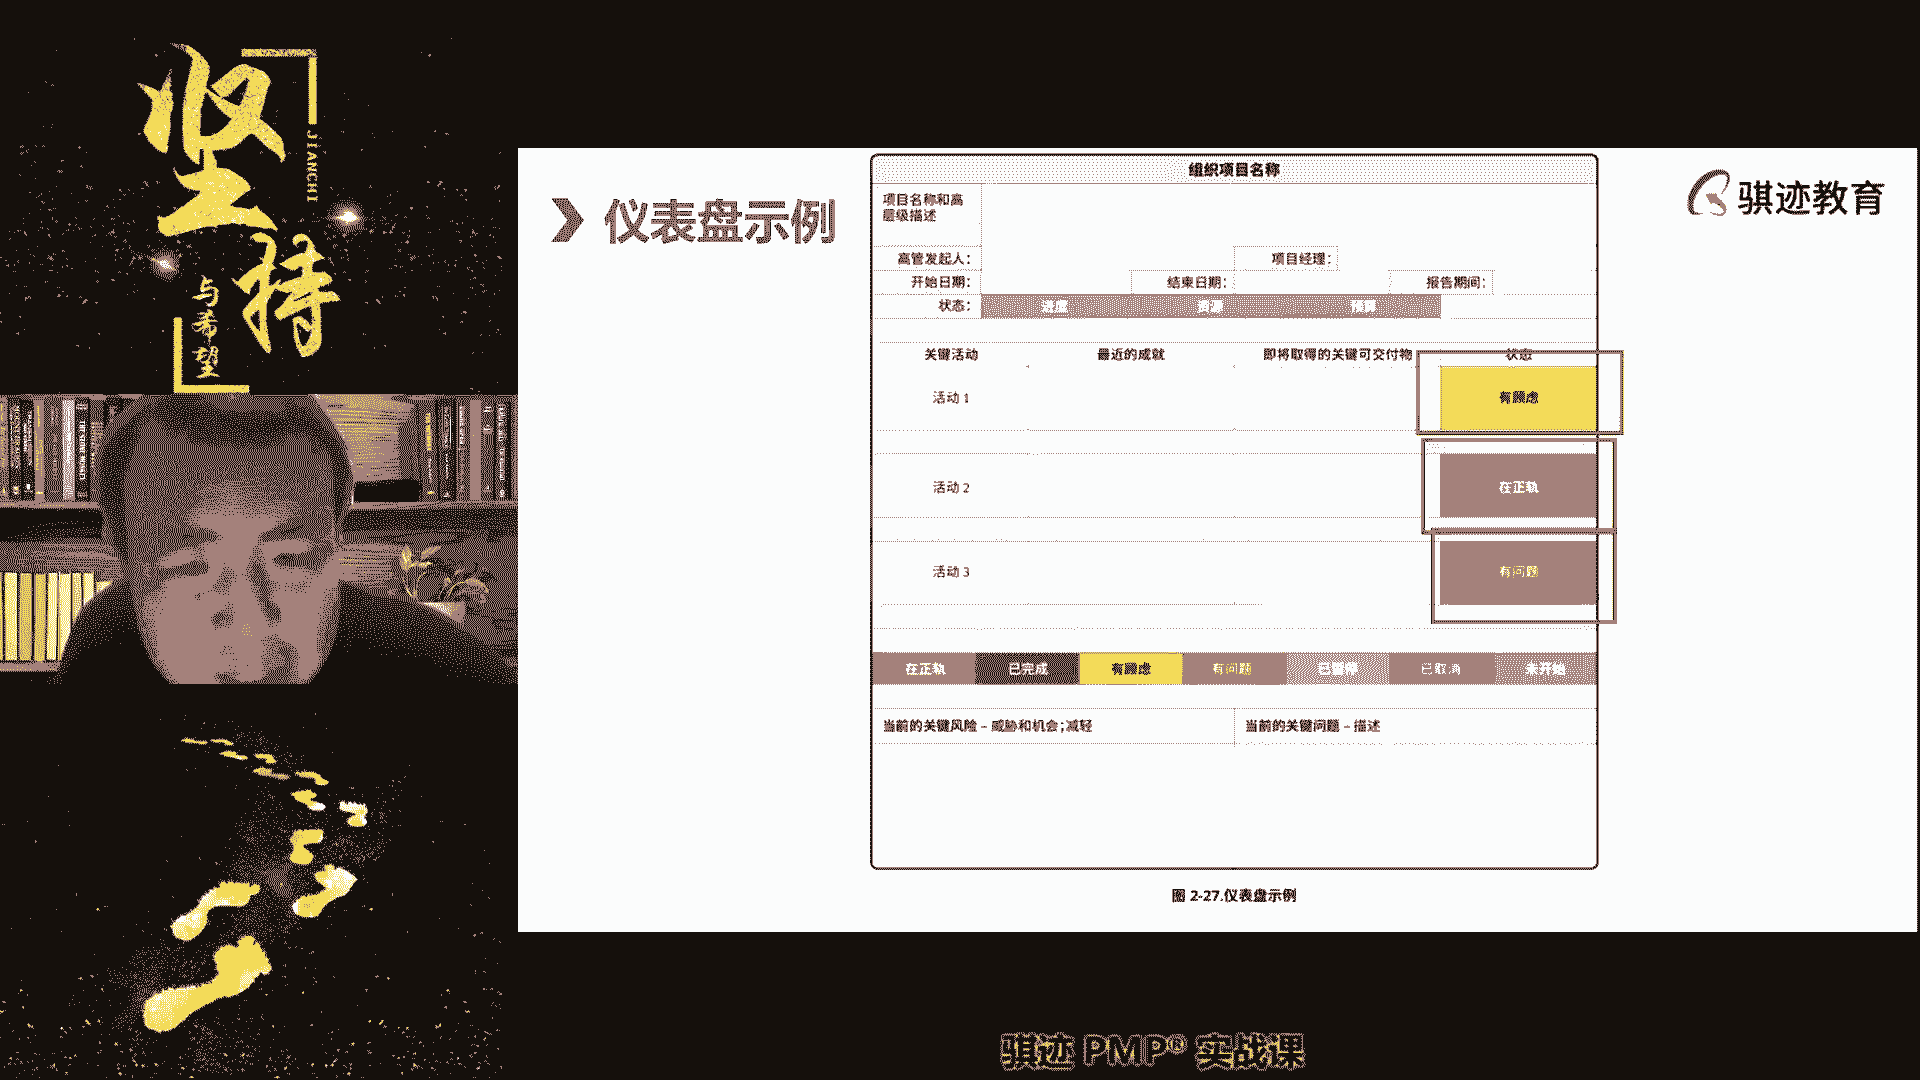 坚持
JIANCHI
与希望
仪表盘示例
骐迹教育
组织项目名称
项目名称和高
层级描述
高管发起人：
项目经理：
开始日期：
结束日期：
报告期间：
状态：
进度
资源
预算
关键活动
最近的成就
即将取得的关键可交付物
状态
活动 1
有顾虑
活动 2
在正轨
活动 3
有问题
在正轨
已完成
有顾虑
有问题
已暂停
已取消
未开始
当前的关键风险 – 威胁和机会；减轻
当前的关键问题 – 描述
图 2-27.仪表盘示例
骐迹 PMP® 实战课